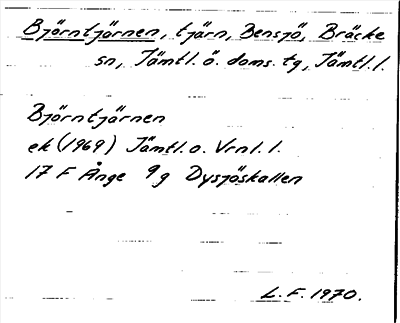 Björntjärnen, tjärn, Bensjö, Bräcke
sn, Jämtl. ö. doms. tg, Jämtl. l.
Björntjärnen
ek (1969) Jämtl. o. Vrnl. l.
17 F Ånge 9 g Dysjöskallen
L. F. 1970.